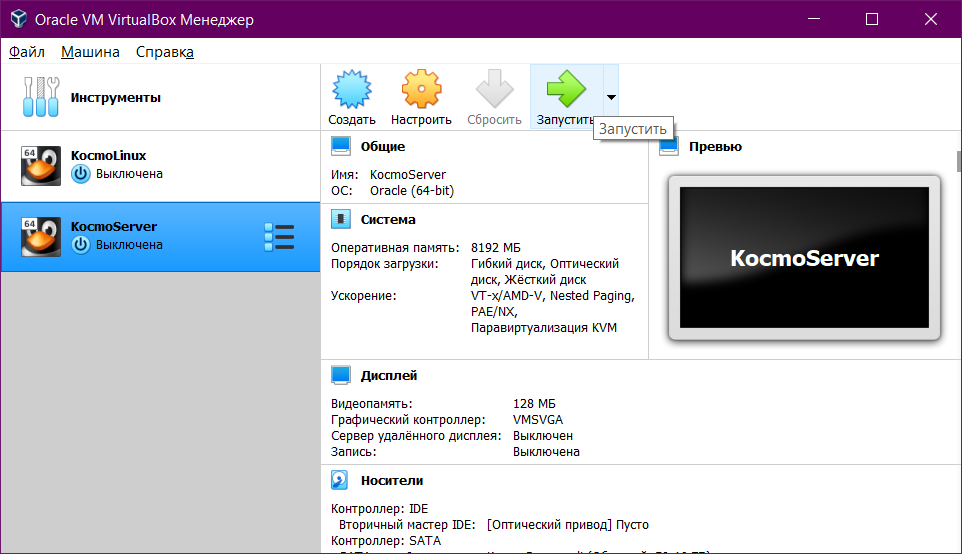 Oracle VM VirtualBox Менеджер
Файл Машина Справка
Инструменты
Создать Настроить Сбросить Запустить
Запустить
64
KocmoLinux
Выключена
64
KocmoServer
Выключена
Общие
Имя: KocmoServer
ОС: Oracle (64-bit)
Превью
KocmoServer
Система
Оперативная память: 8192 МБ
Порядок загрузки: Гибкий диск, Оптический
диск, Жёсткий диск
Ускорение: VT-x/AMD-V, Nested Paging,
PAE/NX,
Паравиртуализация KVM
Дисплей
Видеопамять: 128 МБ
Графический контроллер: VMSVGA
Сервер удалённого дисплея: Выключен
Запись: Выключена
Носители
Контроллер: IDE
Вторичный мастер IDE: [Оптический привод] Пусто
Контроллер: SATA